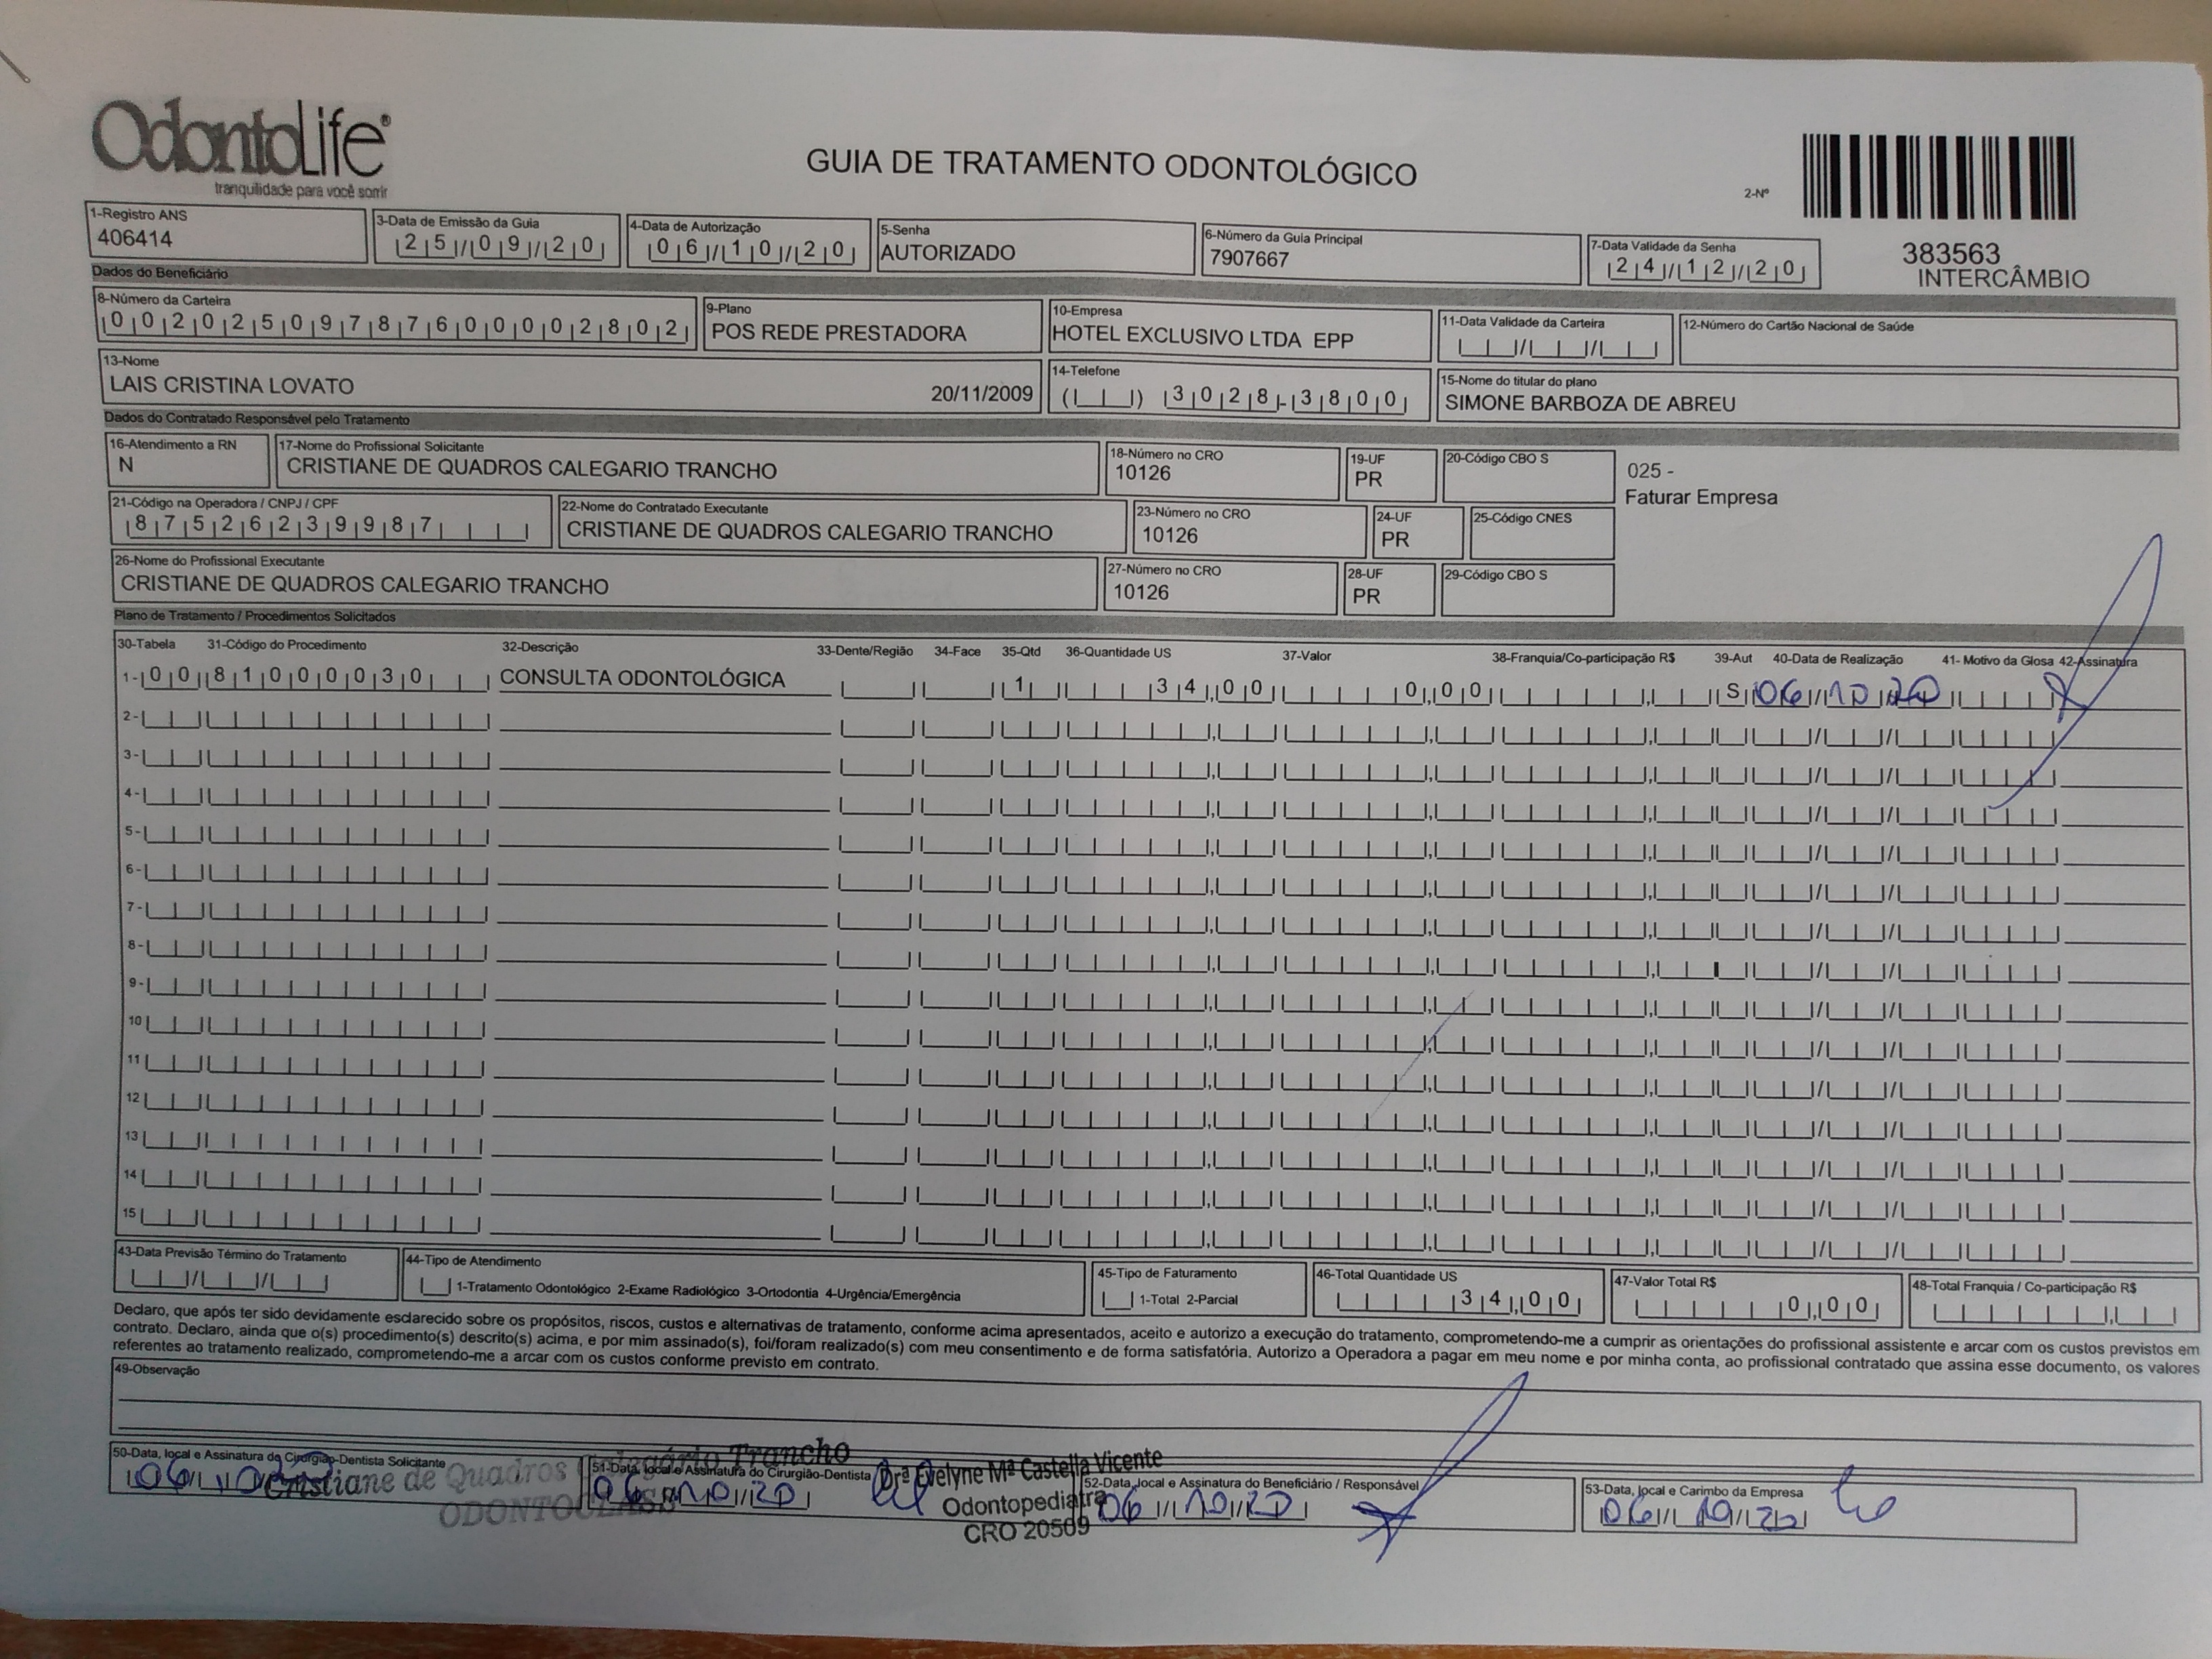 OdontoLife®
tranquilidade para você sorrir
GUIA DE TRATAMENTO ODONTOLÓGICO
2-Nº
383563
INTERCÂMBIO
1-Registro ANS
406414
3-Data de Emissão da Guia
25/09/20
4-Data de Autorização
06/10/20
5-Senha
AUTORIZADO
6-Número da Guia Principal
7907667
7-Data Validade da Senha
24/12/20
Dados do Beneficiário
8-Número da Carteira
00202509787600002802
9-Plano
POS REDE PRESTADORA
10-Empresa
HOTEL EXCLUSIVO LTDA EPP
11-Data Validade da Carteira
12-Número do Cartão Nacional de Saúde
13-Nome
LAIS CRISTINA LOVATO 20/11/2009
14-Telefone
( ) 3028-3800
15-Nome do titular do plano
SIMONE BARBOZA DE ABREU
Dados do Contratado Responsável pelo Tratamento
16-Atendimento a RN
N
17-Nome do Profissional Solicitante
CRISTIANE DE QUADROS CALEGARIO TRANCHO
18-Número no CRO
10126
19-UF
PR
20-Código CBO S
025 -
Faturar Empresa
21-Código na Operadora / CNPJ / CPF
87526239987
22-Nome do Contratado Executante
CRISTIANE DE QUADROS CALEGARIO TRANCHO
23-Número no CRO
10126
24-UF
PR
25-Código CNES
26-Nome do Profissional Executante
CRISTIANE DE QUADROS CALEGARIO TRANCHO
27-Número no CRO
10126
28-UF
PR
29-Código CBO S
Plano de Tratamento / Procedimentos Solicitados
30-Tabela 31-Código do Procedimento 32-Descrição 33-Dente/Região 34-Face 35-Qtd 36-Quantidade US 37-Valor 38-Franquia/Co-participação R$ 39-Aut 40-Data de Realização 41- Motivo da Glosa 42-Assinatura
1- 00 81000030 CONSULTA ODONTOLÓGICA 1 34,00 0,00 S 06/10/20
2-
3-
4-
5-
6-
7-
8-
9-
10
11
12
13
14
15
43-Data Previsão Término do Tratamento
44-Tipo de Atendimento
1-Tratamento Odontológico 2-Exame Radiológico 3-Ortodontia 4-Urgência/Emergência
45-Tipo de Faturamento
1-Total 2-Parcial
46-Total Quantidade US
34,00
47-Valor Total R$
0,00
48-Total Franquia / Co-participação R$
Declaro, que após ter sido devidamente esclarecido sobre os propósitos, riscos, custos e alternativas de tratamento, conforme acima apresentados, aceito e autorizo a execução do tratamento, comprometendo-me a cumprir as orientações do profissional assistente e arcar com os custos previstos em
contrato. Declaro, ainda que o(s) procedimento(s) descrito(s) acima, e por mim assinado(s), foi/foram realizado(s) com meu consentimento e de forma satisfatória. Autorizo a Operadora a pagar em meu nome e por minha conta, ao profissional contratado que assina esse documento, os valores
referentes ao tratamento realizado, comprometendo-me a arcar com os custos conforme previsto em contrato.
49-Observação
50-Data, local e Assinatura do Cirurgião-Dentista Solicitante
06/10/20
Cristiane de Quadros Calegário Trancho
ODONTOCLASS
51-Data, local e Assinatura do Cirurgião-Dentista
06/10/20
Drª Evelyne Mª Castella Vicente
Odontopediatra
CRO 20509
52-Data, local e Assinatura do Beneficiário / Responsável
06/10/20
53-Data, local e Carimbo da Empresa
06/10/20